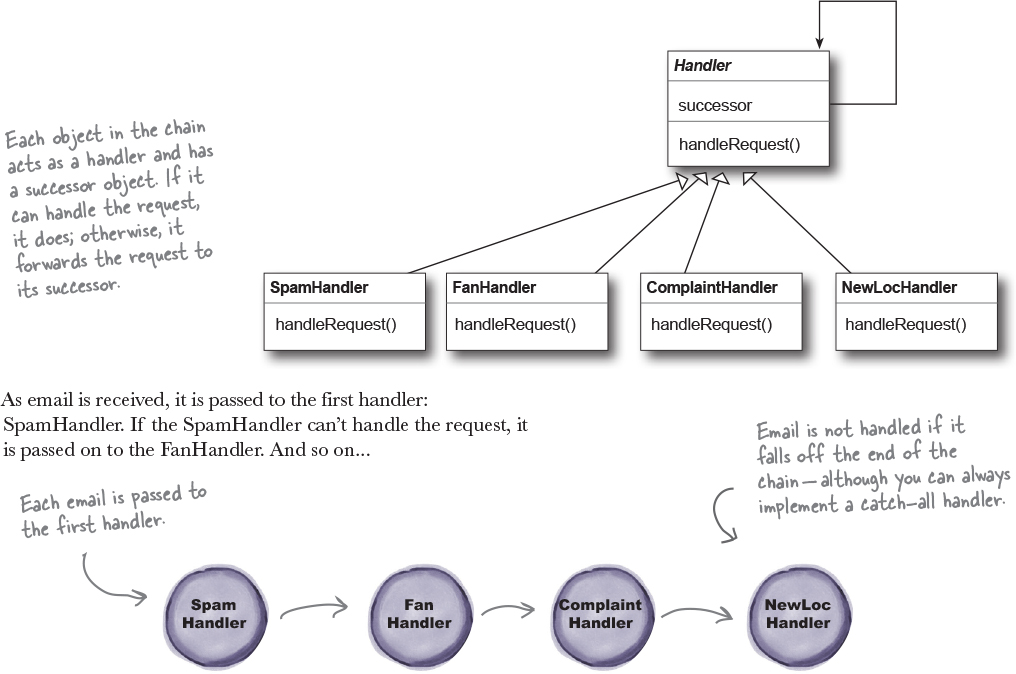 Handler
successor
handleRequest()
Each object in the chain
acts as a handler and has
a successor object. If it
can handle the request,
it does; otherwise, it
forwards the request to
its successor.
SpamHandler
handleRequest()
FanHandler
handleRequest()
ComplaintHandler
handleRequest()
NewLocHandler
handleRequest()
As email is received, it is passed to the first handler:
SpamHandler. If the SpamHandler can’t handle the request, it
is passed on to the FanHandler. And so on...
Each email is passed to
the first handler.
Email is not handled if it
falls off the end of the
chain—although you can always
implement a catch-all handler.
Spam
Handler
Fan
Handler
Complaint
Handler
NewLoc
Handler